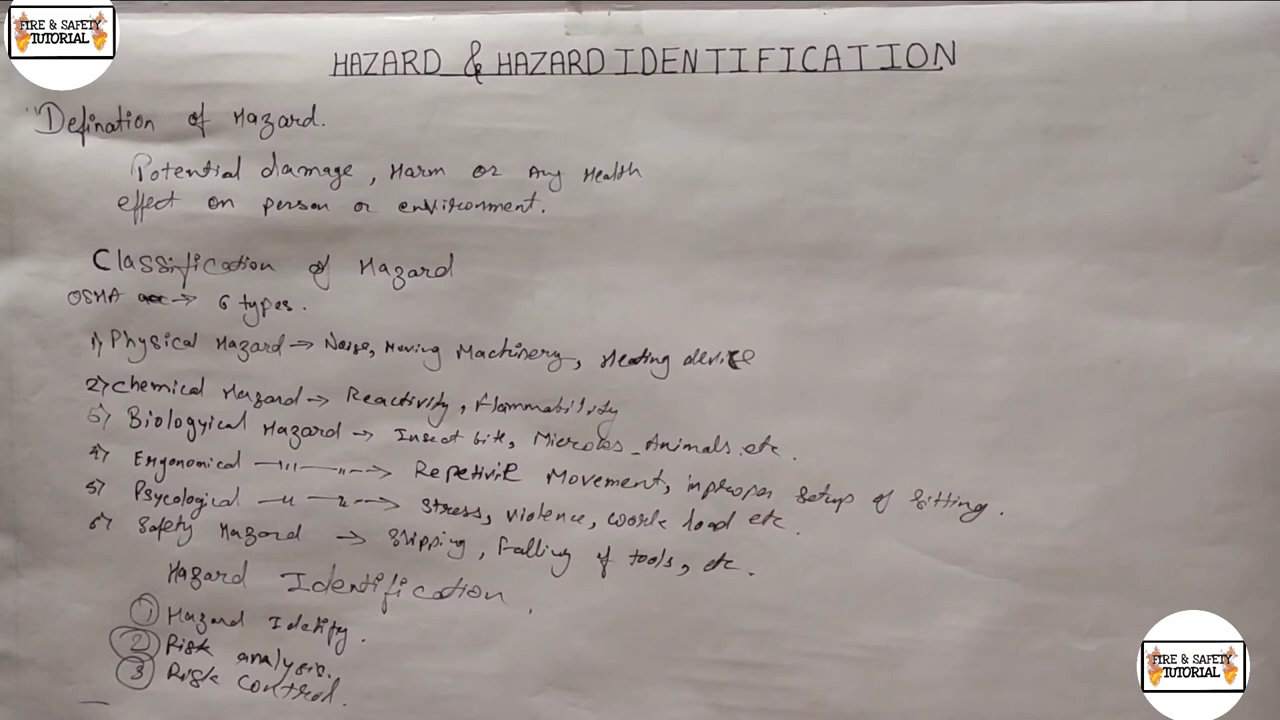 FIRE & SAFETY
TUTORIAL
HAZARD & HAZARD IDENTIFICATION
"Defination of Hazard.
Potential damage, Harm or Any Health
effect on person or environment.
Classification of Hazard
OSHA → 6 types.
1) Physical Hazard → Noise, Moving Machinery, Heating device
2) Chemical Hazard → Reactivity, Flammability
3) Biologyical Hazard → Insect bite, Microbs, Animals etc.
4) Ergonomical —"—"—> Repetivie Movement, inproper setup of sitting.
5) Psycological —"—"—> Stress, violence, work load etc.
6) Safety Hazard → Slipping, Falling of tools, etc.
Hazard Identification.
① Hazard Idetify.
② Risk analysis.
③ Risk control.
FIRE & SAFETY
TUTORIAL